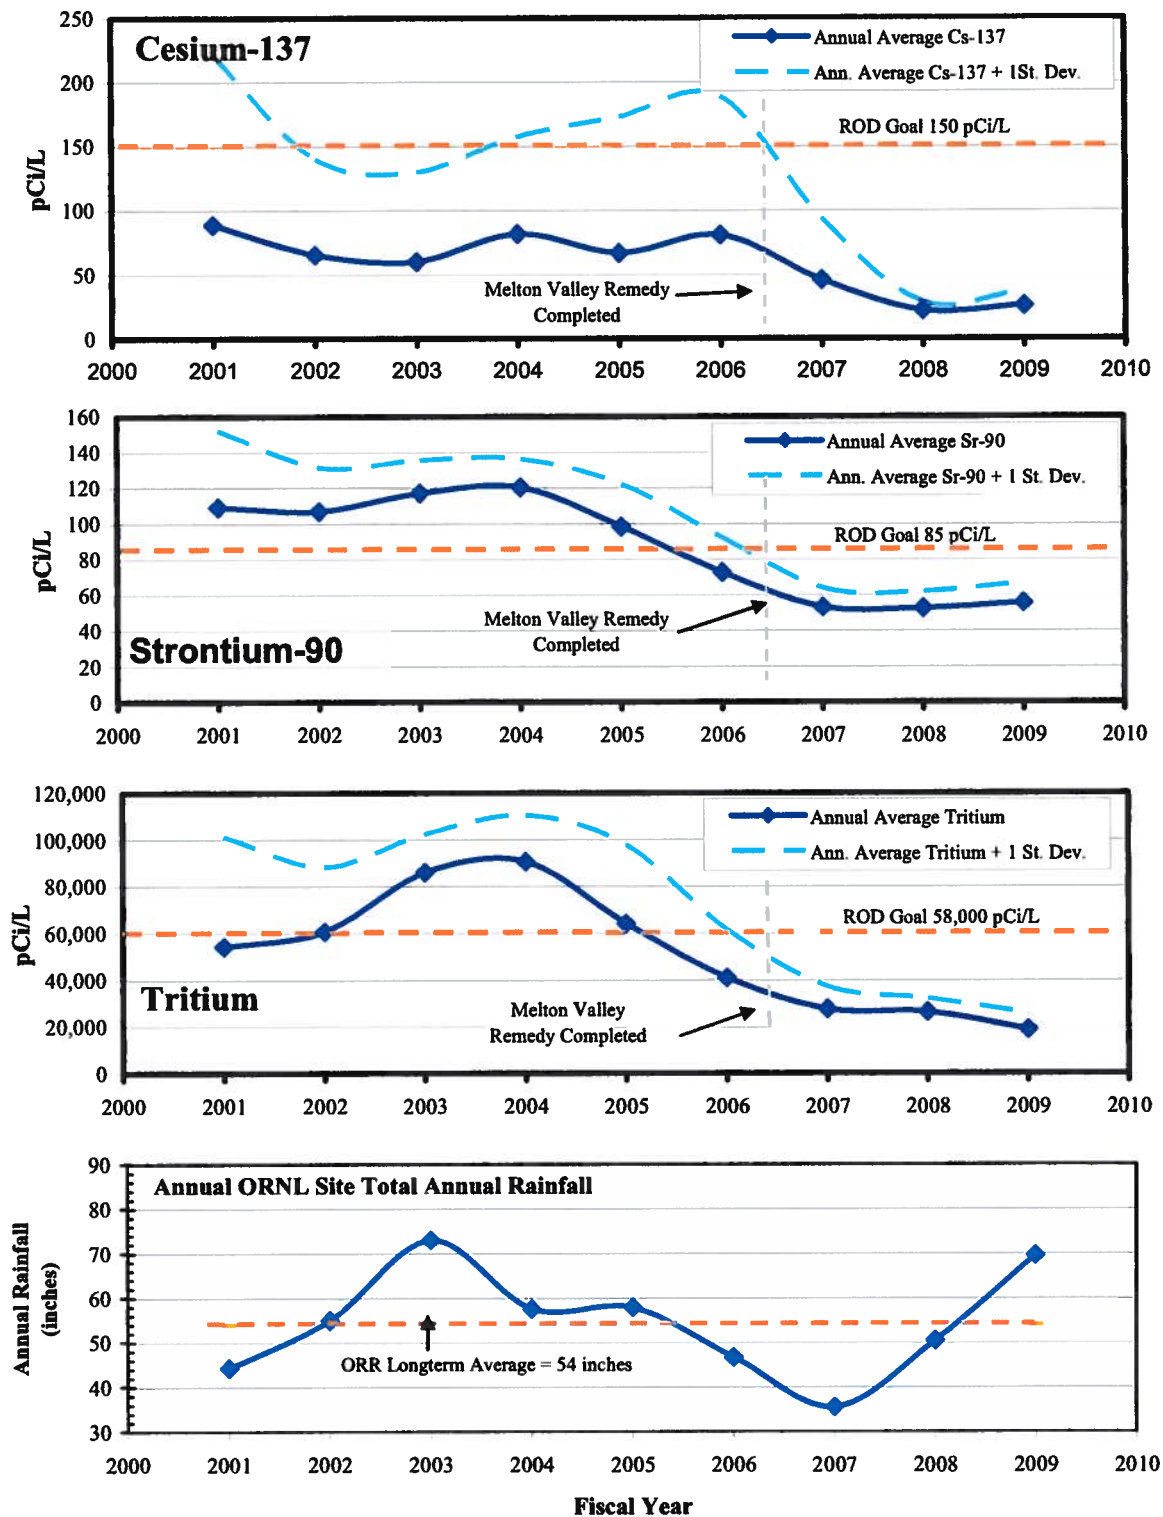 Cesium-137
Annual Average Cs-137
Ann. Average Cs-137 + 1St. Dev.
ROD Goal 150 pCi/L
Melton Valley Remedy
Completed
pCi/L
250
200
150
100
50
0
2000 2001 2002 2003 2004 2005 2006 2007 2008 2009 2010
Annual Average Sr-90
Ann. Average Sr-90 + 1 St. Dev.
ROD Goal 85 pCi/L
Melton Valley Remedy
Completed
Strontium-90
pCi/L
160
140
120
100
80
60
40
20
0
2000 2001 2002 2003 2004 2005 2006 2007 2008 2009 2010
Annual Average Tritium
Ann. Average Tritium + 1 St. Dev.
ROD Goal 58,000 pCi/L
Tritium
Melton Valley
Remedy Completed
pCi/L
120,000
100,000
80,000
60,000
40,000
20,000
0
2000 2001 2002 2003 2004 2005 2006 2007 2008 2009 2010
Annual ORNL Site Total Annual Rainfall
ORR Longterm Average = 54 inches
Annual Rainfall
(inches)
90
80
70
60
50
40
30
2000 2001 2002 2003 2004 2005 2006 2007 2008 2009 2010
Fiscal Year